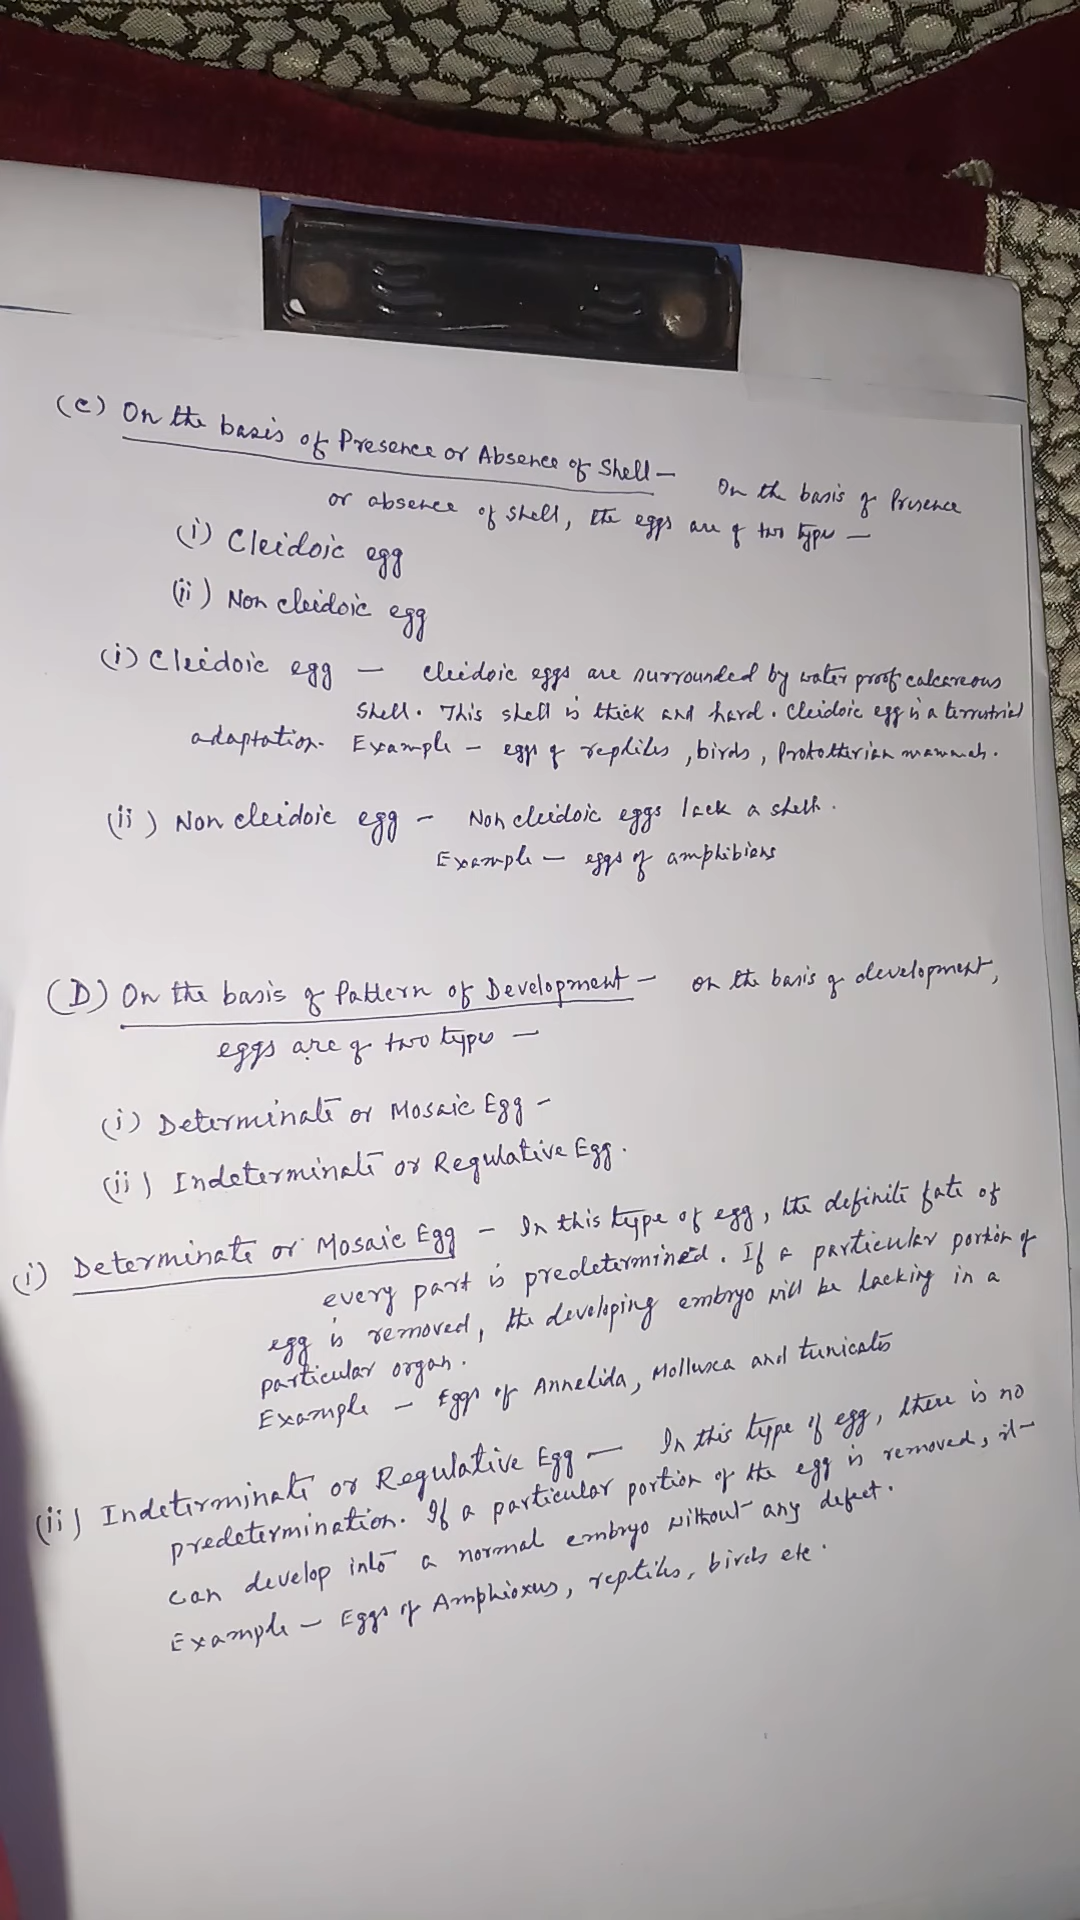 (C) On the basis of Presence or Absence of Shell — On the basis of Presence
or absence of shell, the eggs are of two type —
(i) Cleidoic egg
(ii) Non cleidoic egg
(i) Cleidoic egg — cleidoic eggs are surrounded by water proof calcareous
Shell. This shell is thick and hard. Cleidoic egg is a terrestrial
adaptation. Example — eggs of reptiles, birds, Prototherian mammals.
(ii) Non cleidoic egg – Non cleidoic eggs lack a shell.
Example — eggs of amphibians
(D) On the basis of Pattern of Development — on the basis of development,
eggs are of two types —
(i) Determinate or Mosaic Egg –
(ii) Indeterminate or Regulative Egg.
(i) Determinate or Mosaic Egg – In this type of egg, the definite fate of
every part is predetermined. If a particular portion of
egg is removed, the developing embryo will be lacking in a
particular organ.
Example – Eggs of Annelida, Mollusca and tunicates
(ii) Indeterminate or Regulative Egg — In this type of egg, there is no
predetermination. If a particular portion of the egg is removed, it
can develop into a normal embryo without any defect.
Example – Eggs of Amphioxus, reptiles, birds etc.